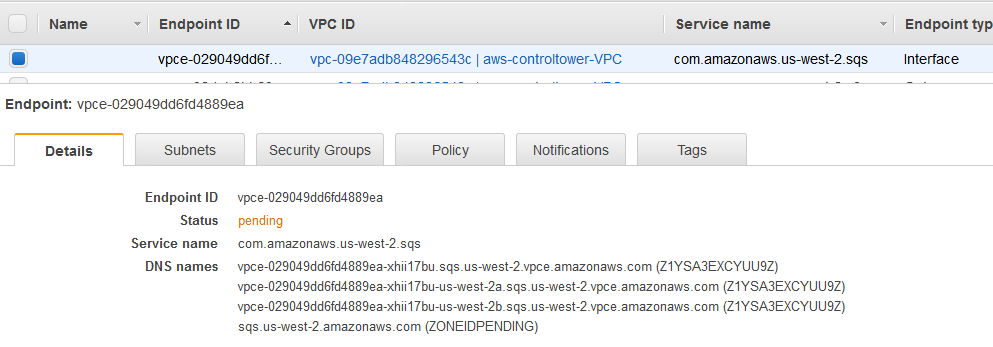 Name Endpoint ID VPC ID Service name Endpoint typ
vpce-029049dd6f... vpc-09e7adb848296543c | aws-controltower-VPC com.amazonaws.us-west-2.sqs Interface
Endpoint: vpce-029049dd6fd4889ea
Details Subnets Security Groups Policy Notifications Tags
Endpoint ID vpce-029049dd6fd4889ea
Status pending
Service name com.amazonaws.us-west-2.sqs
DNS names vpce-029049dd6fd4889ea-xhii17bu.sqs.us-west-2.vpce.amazonaws.com (Z1YSA3EXCYUU9Z)
vpce-029049dd6fd4889ea-xhii17bu-us-west-2a.sqs.us-west-2.vpce.amazonaws.com (Z1YSA3EXCYUU9Z)
vpce-029049dd6fd4889ea-xhii17bu-us-west-2b.sqs.us-west-2.vpce.amazonaws.com (Z1YSA3EXCYUU9Z)
sqs.us-west-2.amazonaws.com (ZONEIDPENDING)